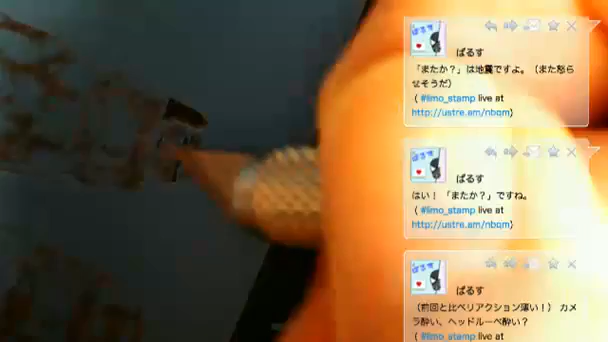 ぱるす
「またか?」は地震ですよ。(また怒ら
せそうだ)
( #limo_stamp live at
http://ustre.am/nbqm)
ぱるす
はい! 「またか?」ですね。
( #limo_stamp live at
http://ustre.am/nbqm)
ぱるす
(前回と比べリアクション薄い!) カメ
ラ酔い、ヘッドルーペ酔い?
( #limo_stamp live at